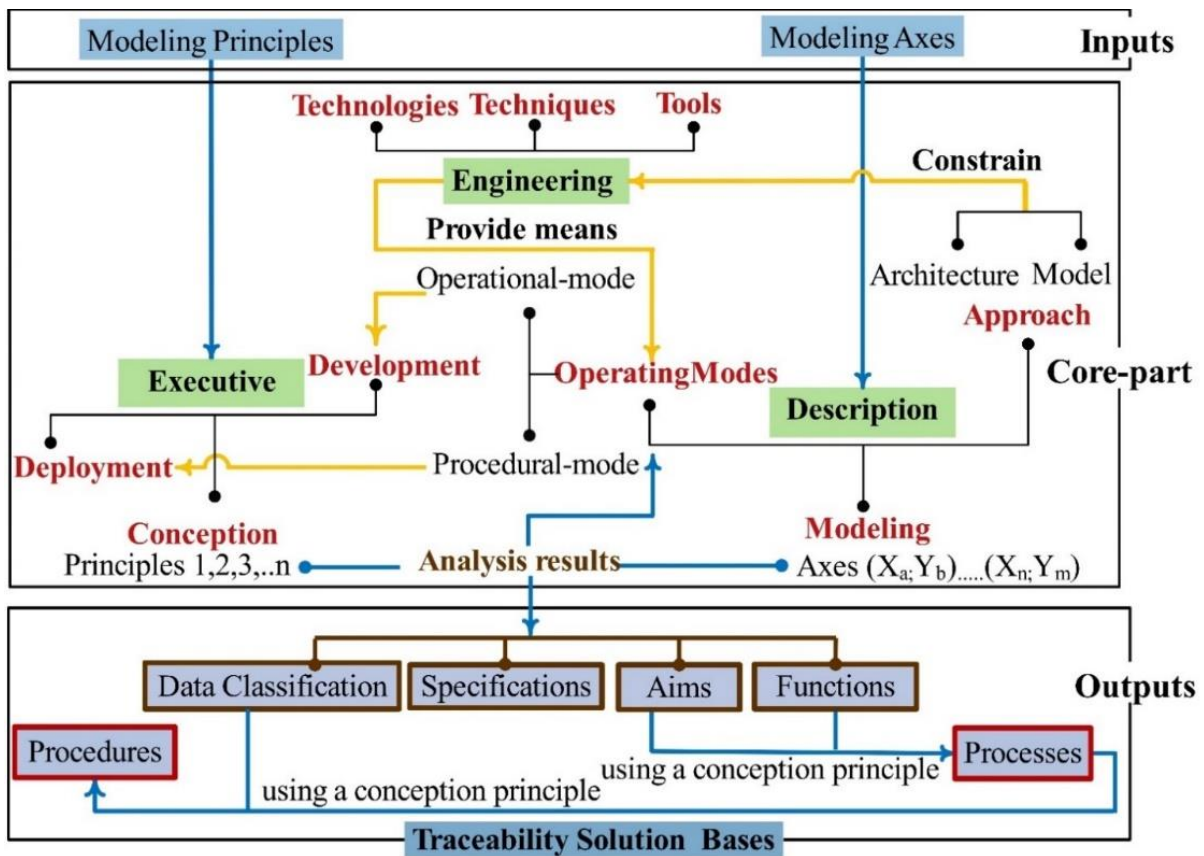 Modeling Principles
Modeling Axes
Inputs
Technologies Techniques Tools
Constrain
Engineering
Provide means
Architecture Model
Operational-mode
Approach
Development
Executive
OperatingModes
Core-part
Description
Deployment
Procedural-mode
Conception
Modeling
Principles 1,2,3,..n
Analysis results
Axes (Xa;Yb).....(Xn;Ym)
Data Classification
Specifications
Aims
Functions
Outputs
Procedures
Processes
using a conception principle
using a conception principle
Traceability Solution Bases